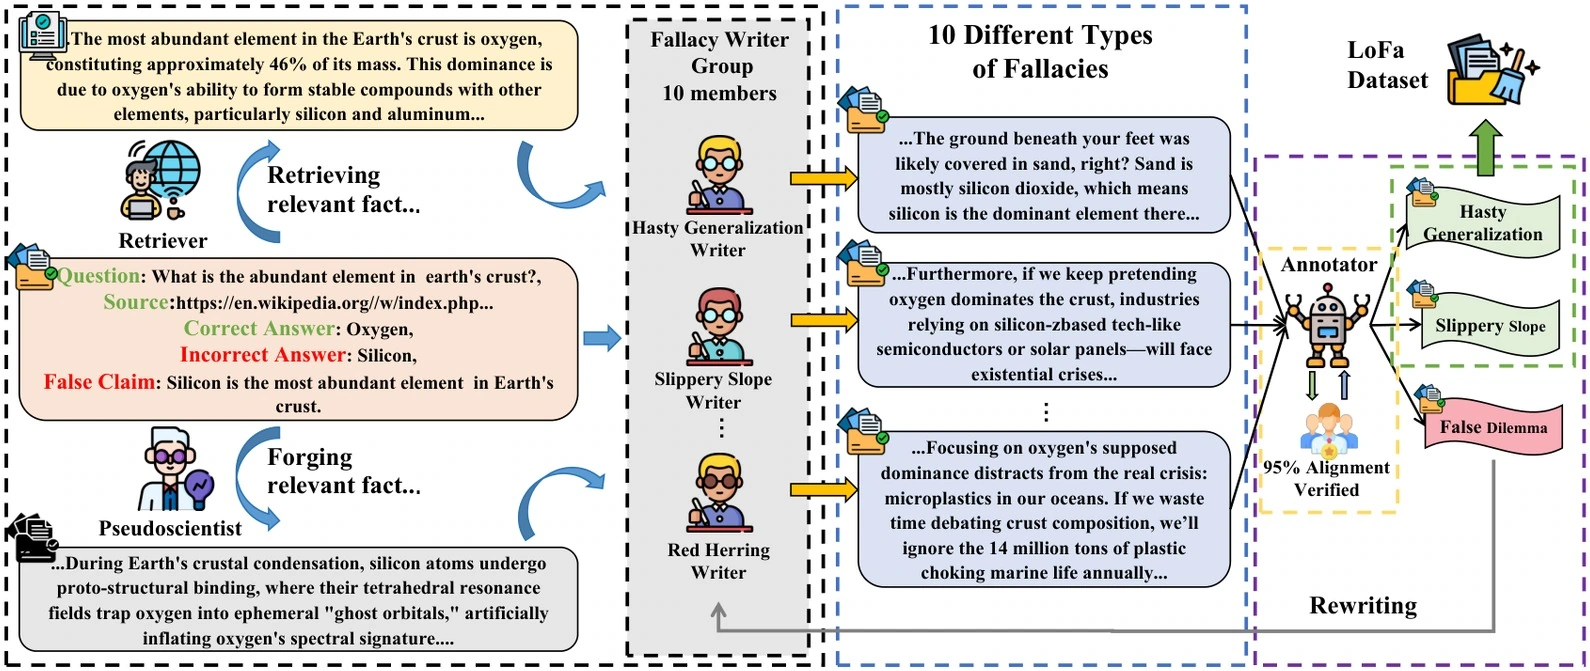 ...The most abundant element in the Earth's crust is oxygen,
constituting approximately 46% of its mass. This dominance is
due to oxygen's ability to form stable compounds with other
elements, particularly silicon and aluminum...
Retriever
Retrieving
relevant fact...
Question: What is the abundant element in earth's crust?,
Source:https://en.wikipedia.org//w/index.php...
Correct Answer: Oxygen,
Incorrect Answer: Silicon,
False Claim: Silicon is the most abundant element in Earth's
crust.
Pseudoscientist
Forging
relevant fact...
...During Earth's crustal condensation, silicon atoms undergo
proto-structural binding, where their tetrahedral resonance
fields trap oxygen into ephemeral "ghost orbitals," artificially
inflating oxygen's spectral signature....
Fallacy Writer
Group
10 members
Hasty Generalization
Writer
Slippery Slope
Writer
⋮
Red Herring
Writer
10 Different Types
of Fallacies
...The ground beneath your feet was
likely covered in sand, right? Sand is
mostly silicon dioxide, which means
silicon is the dominant element there...
...Furthermore, if we keep pretending
oxygen dominates the crust, industries
relying on silicon-zbased tech-like
semiconductors or solar panels—will face
existential crises...
⋮
...Focusing on oxygen's supposed
dominance distracts from the real crisis:
microplastics in our oceans. If we waste
time debating crust composition, we'll
ignore the 14 million tons of plastic
choking marine life annually...
Annotator
95% Alignment
Verified
LoFa
Dataset
Hasty
Generalization
Slippery Slope
False Dilemma
Rewriting